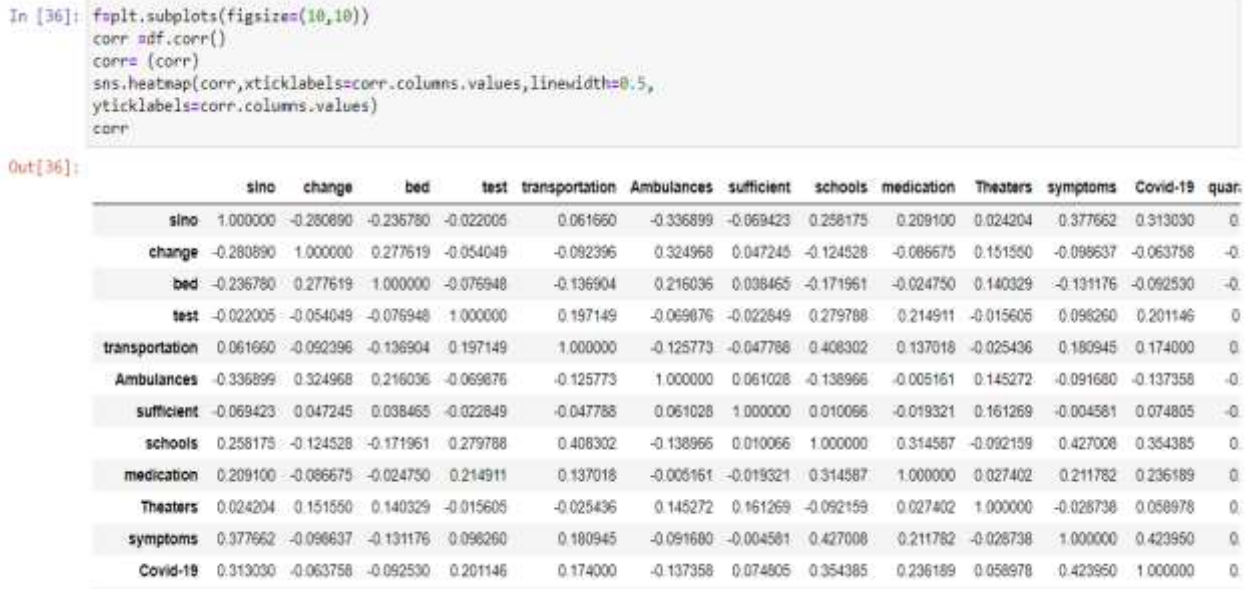 In [36]: f=plt.subplots(figsize=(10,10))
corr =df.corr()
corr= (corr)
sns.heatmap(corr,xticklabels=corr.columns.values,linewidth=0.5,
yticklabels=corr.columns.values)
corr
Out[36]:
slno change bed test transportation Ambulances sufficient schools medication Theaters symptoms Covid-19 quar
slno 1.000000 -0.280890 -0.236780 -0.022005 0.061660 -0.336899 -0.069423 0.258175 0.209100 0.024204 0.377662 0.313030 0.
change -0.280890 1.000000 0.277619 -0.054049 -0.092396 0.324968 0.047245 -0.124528 -0.086675 0.151550 -0.098637 -0.063758 -0.
bed -0.236780 0.277619 1.000000 -0.076948 -0.136904 0.216036 0.038465 -0.171961 -0.024750 0.140329 -0.131176 -0.092530 -0.
test -0.022005 -0.054049 -0.076948 1.000000 0.197149 -0.069876 -0.022849 0.279788 0.214911 -0.015605 0.098260 0.201146 0
transportation 0.061660 -0.092396 -0.136904 0.197149 1.000000 -0.125773 -0.047788 0.408302 0.137018 -0.025436 0.180945 0.174000 0.
Ambulances -0.336899 0.324968 0.216036 -0.069876 -0.125773 1.000000 0.061028 -0.138966 -0.005161 0.145272 -0.091680 -0.137358 -0.
sufficient -0.069423 0.047245 0.038465 -0.022849 -0.047788 0.061028 1.000000 0.010066 -0.019321 0.161269 -0.004581 0.074805 -0.
schools 0.258175 -0.124528 -0.171961 0.279788 0.408302 -0.138966 0.010066 1.000000 0.314587 -0.092159 0.427008 0.354385 0.
medication 0.209100 -0.086675 -0.024750 0.214911 0.137018 -0.005161 -0.019321 0.314587 1.000000 0.027402 0.211782 0.236189 0.
Theaters 0.024204 0.151550 0.140329 -0.015605 -0.025436 0.145272 0.161269 -0.092159 0.027402 1.000000 -0.028738 0.058978 0.
symptoms 0.377662 -0.098637 -0.131176 0.098260 0.180945 -0.091680 -0.004581 0.427008 0.211782 -0.028738 1.000000 0.423950 0.
Covid-19 0.313030 -0.063758 -0.092530 0.201146 0.174000 -0.137358 0.074805 0.354385 0.236189 0.058978 0.423950 1.000000 0.